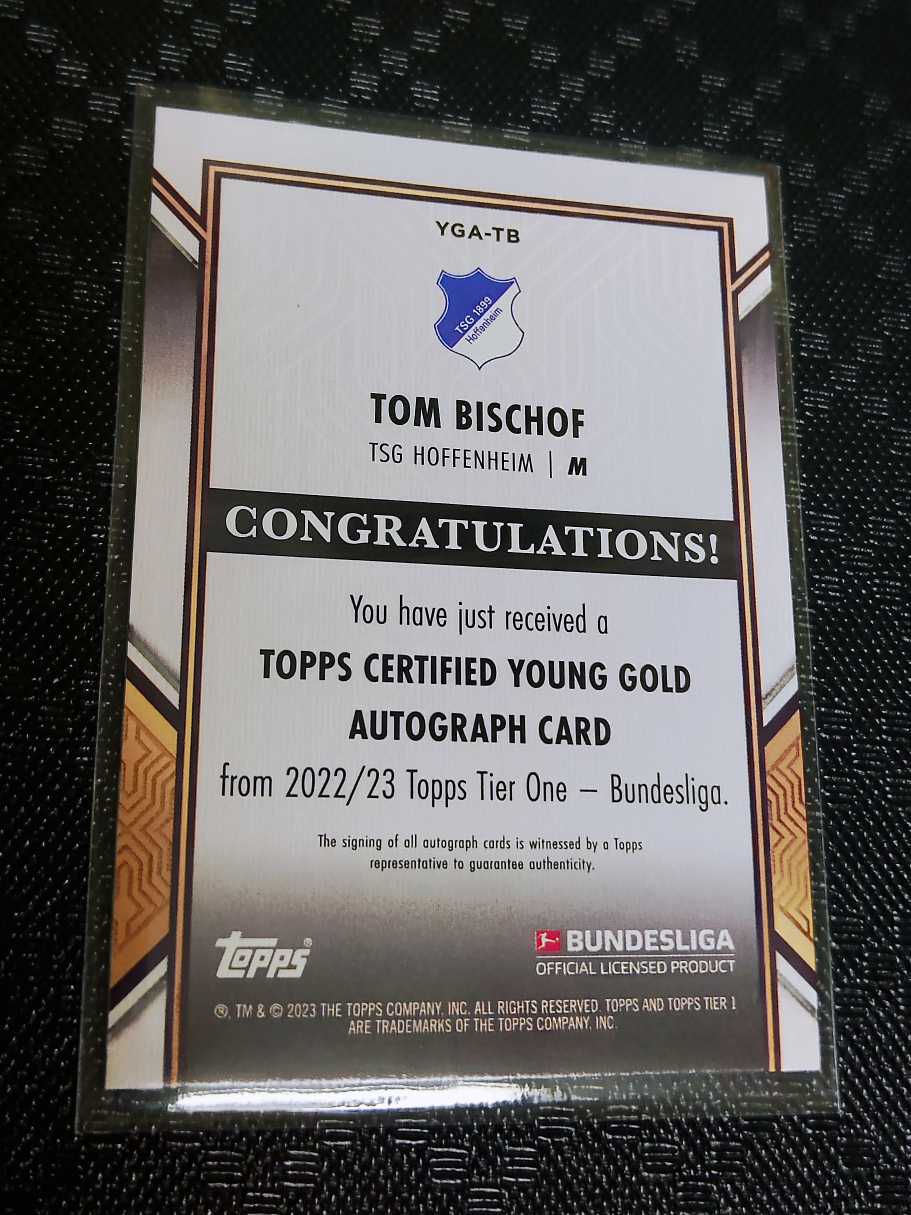 YGA-TB
TSG 1899
Hoffenheim
TOM BISCHOF
TSG HOFFENHEIM | M
CONGRATULATIONS!
You have just received a
TOPPS CERTIFIED YOUNG GOLD
AUTOGRAPH CARD
from 2022/23 Topps Tier One – Bundesliga.
The signing of all autograph cards is witnessed by a Topps
representative to guarantee authenticity.
topps®
BUNDESLIGA
OFFICIAL LICENSED PRODUCT
®, TM & © 2023 THE TOPPS COMPANY, INC. ALL RIGHTS RESERVED. TOPPS AND TOPPS TIER 1
ARE TRADEMARKS OF THE TOPPS COMPANY, INC.